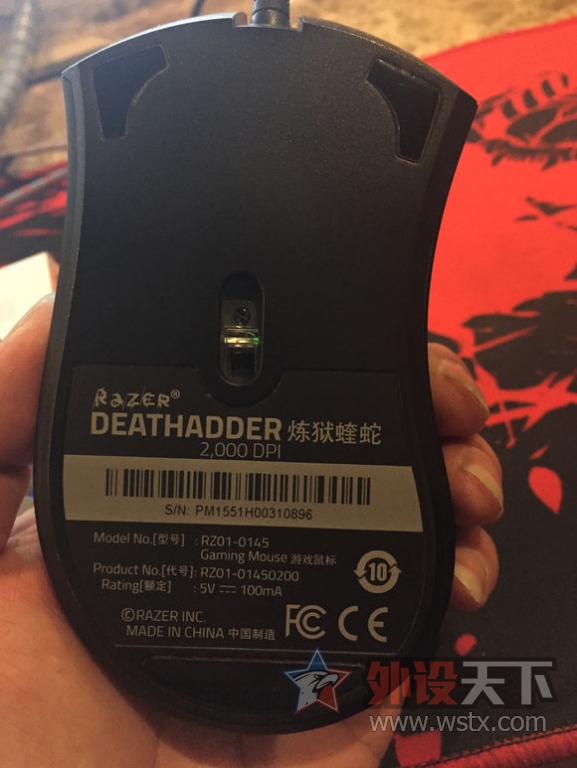 RAZER®
DEATHADDER 炼狱蝰蛇
2,000 DPI
S/N: PM1551H00310896
Model No.[型号] : RZ01-0145
Gaming Mouse 游戏鼠标
Product No.[代号]: RZ01-01450200
Rating[额定] : 5V⎓100mA
10
©RAZER INC.
MADE IN CHINA 中国制造
FC CE
外设天下
www.wstx.com